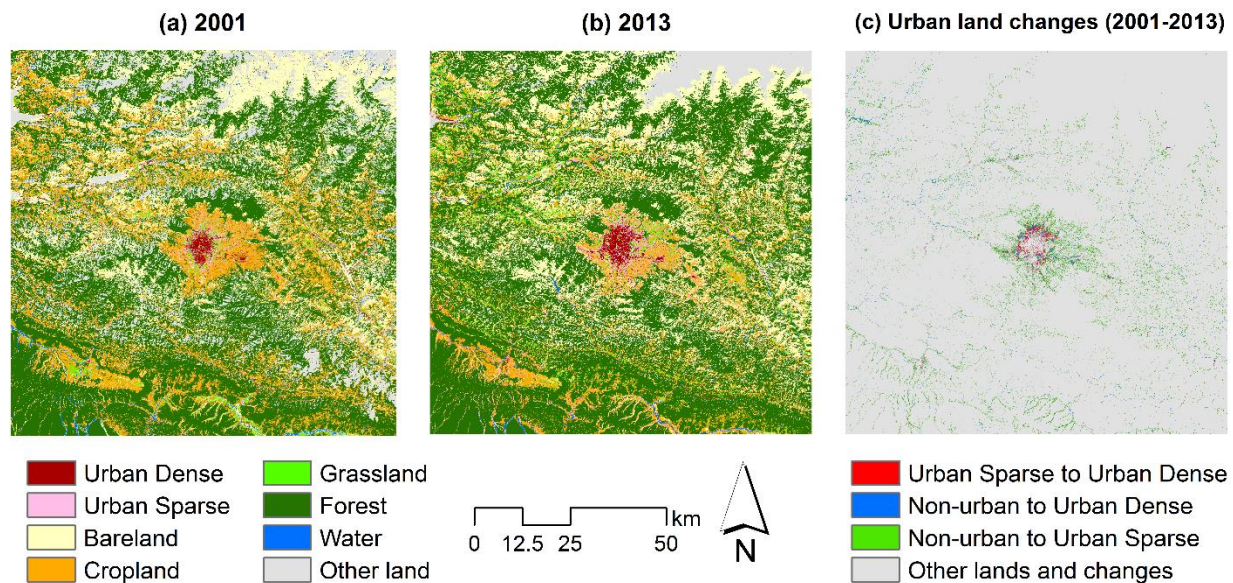 (a) 2001
(b) 2013
(c) Urban land changes (2001-2013)
Urban Dense
Urban Sparse
Bareland
Cropland
Grassland
Forest
Water
Other land
km
0 12.5 25 50
N
Urban Sparse to Urban Dense
Non-urban to Urban Dense
Non-urban to Urban Sparse
Other lands and changes